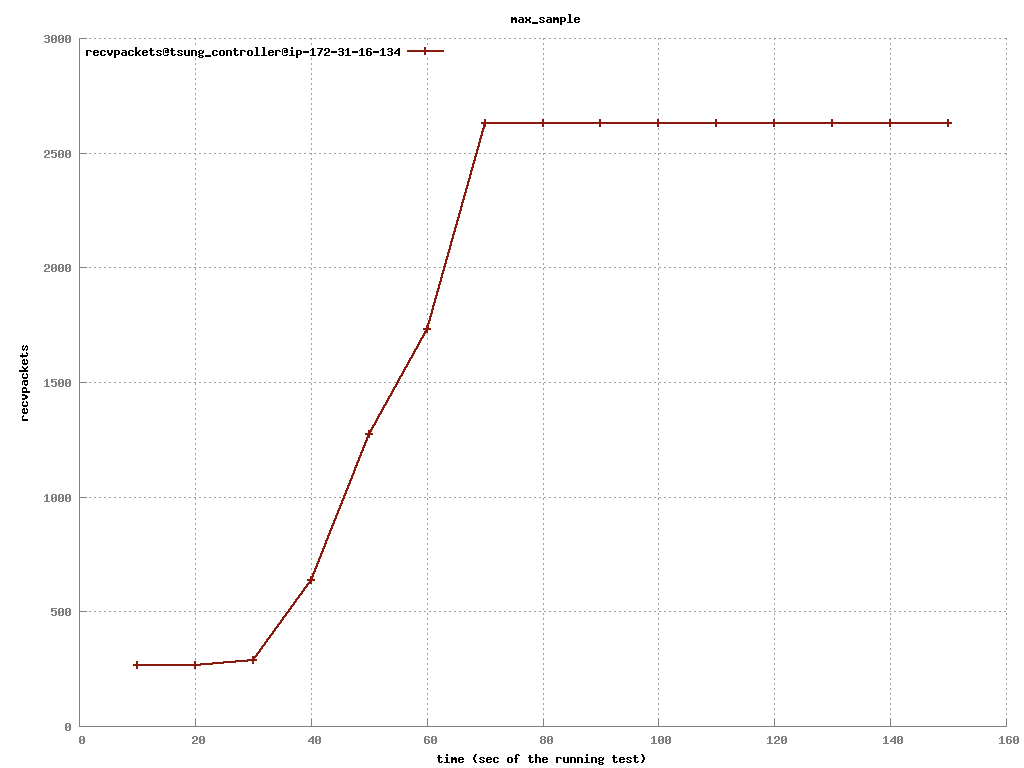 max_sample
recvpackets@tsung_controller@ip-172-31-16-134
3000
2500
2000
1500
1000
500
0
recvpackets
0 20 40 60 80 100 120 140 160
time (sec of the running test)